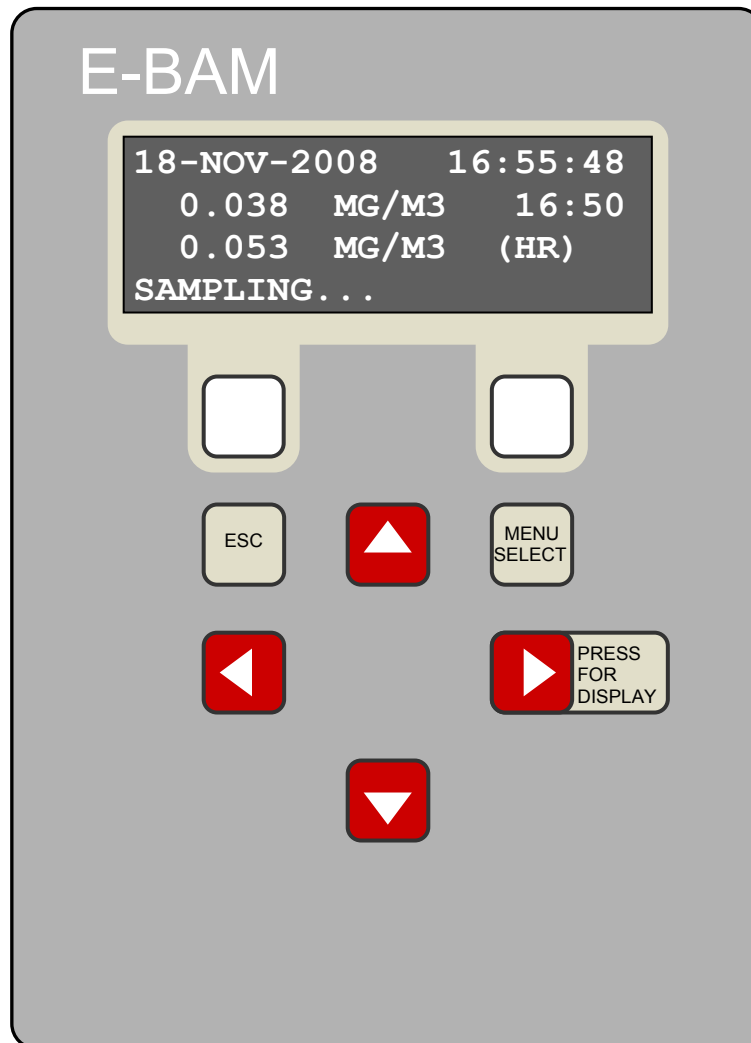 E-BAM
18-NOV-2008 16:55:48
0.038 MG/M3 16:50
0.053 MG/M3 (HR)
SAMPLING...
ESC
MENU
SELECT
PRESS
FOR
DISPLAY